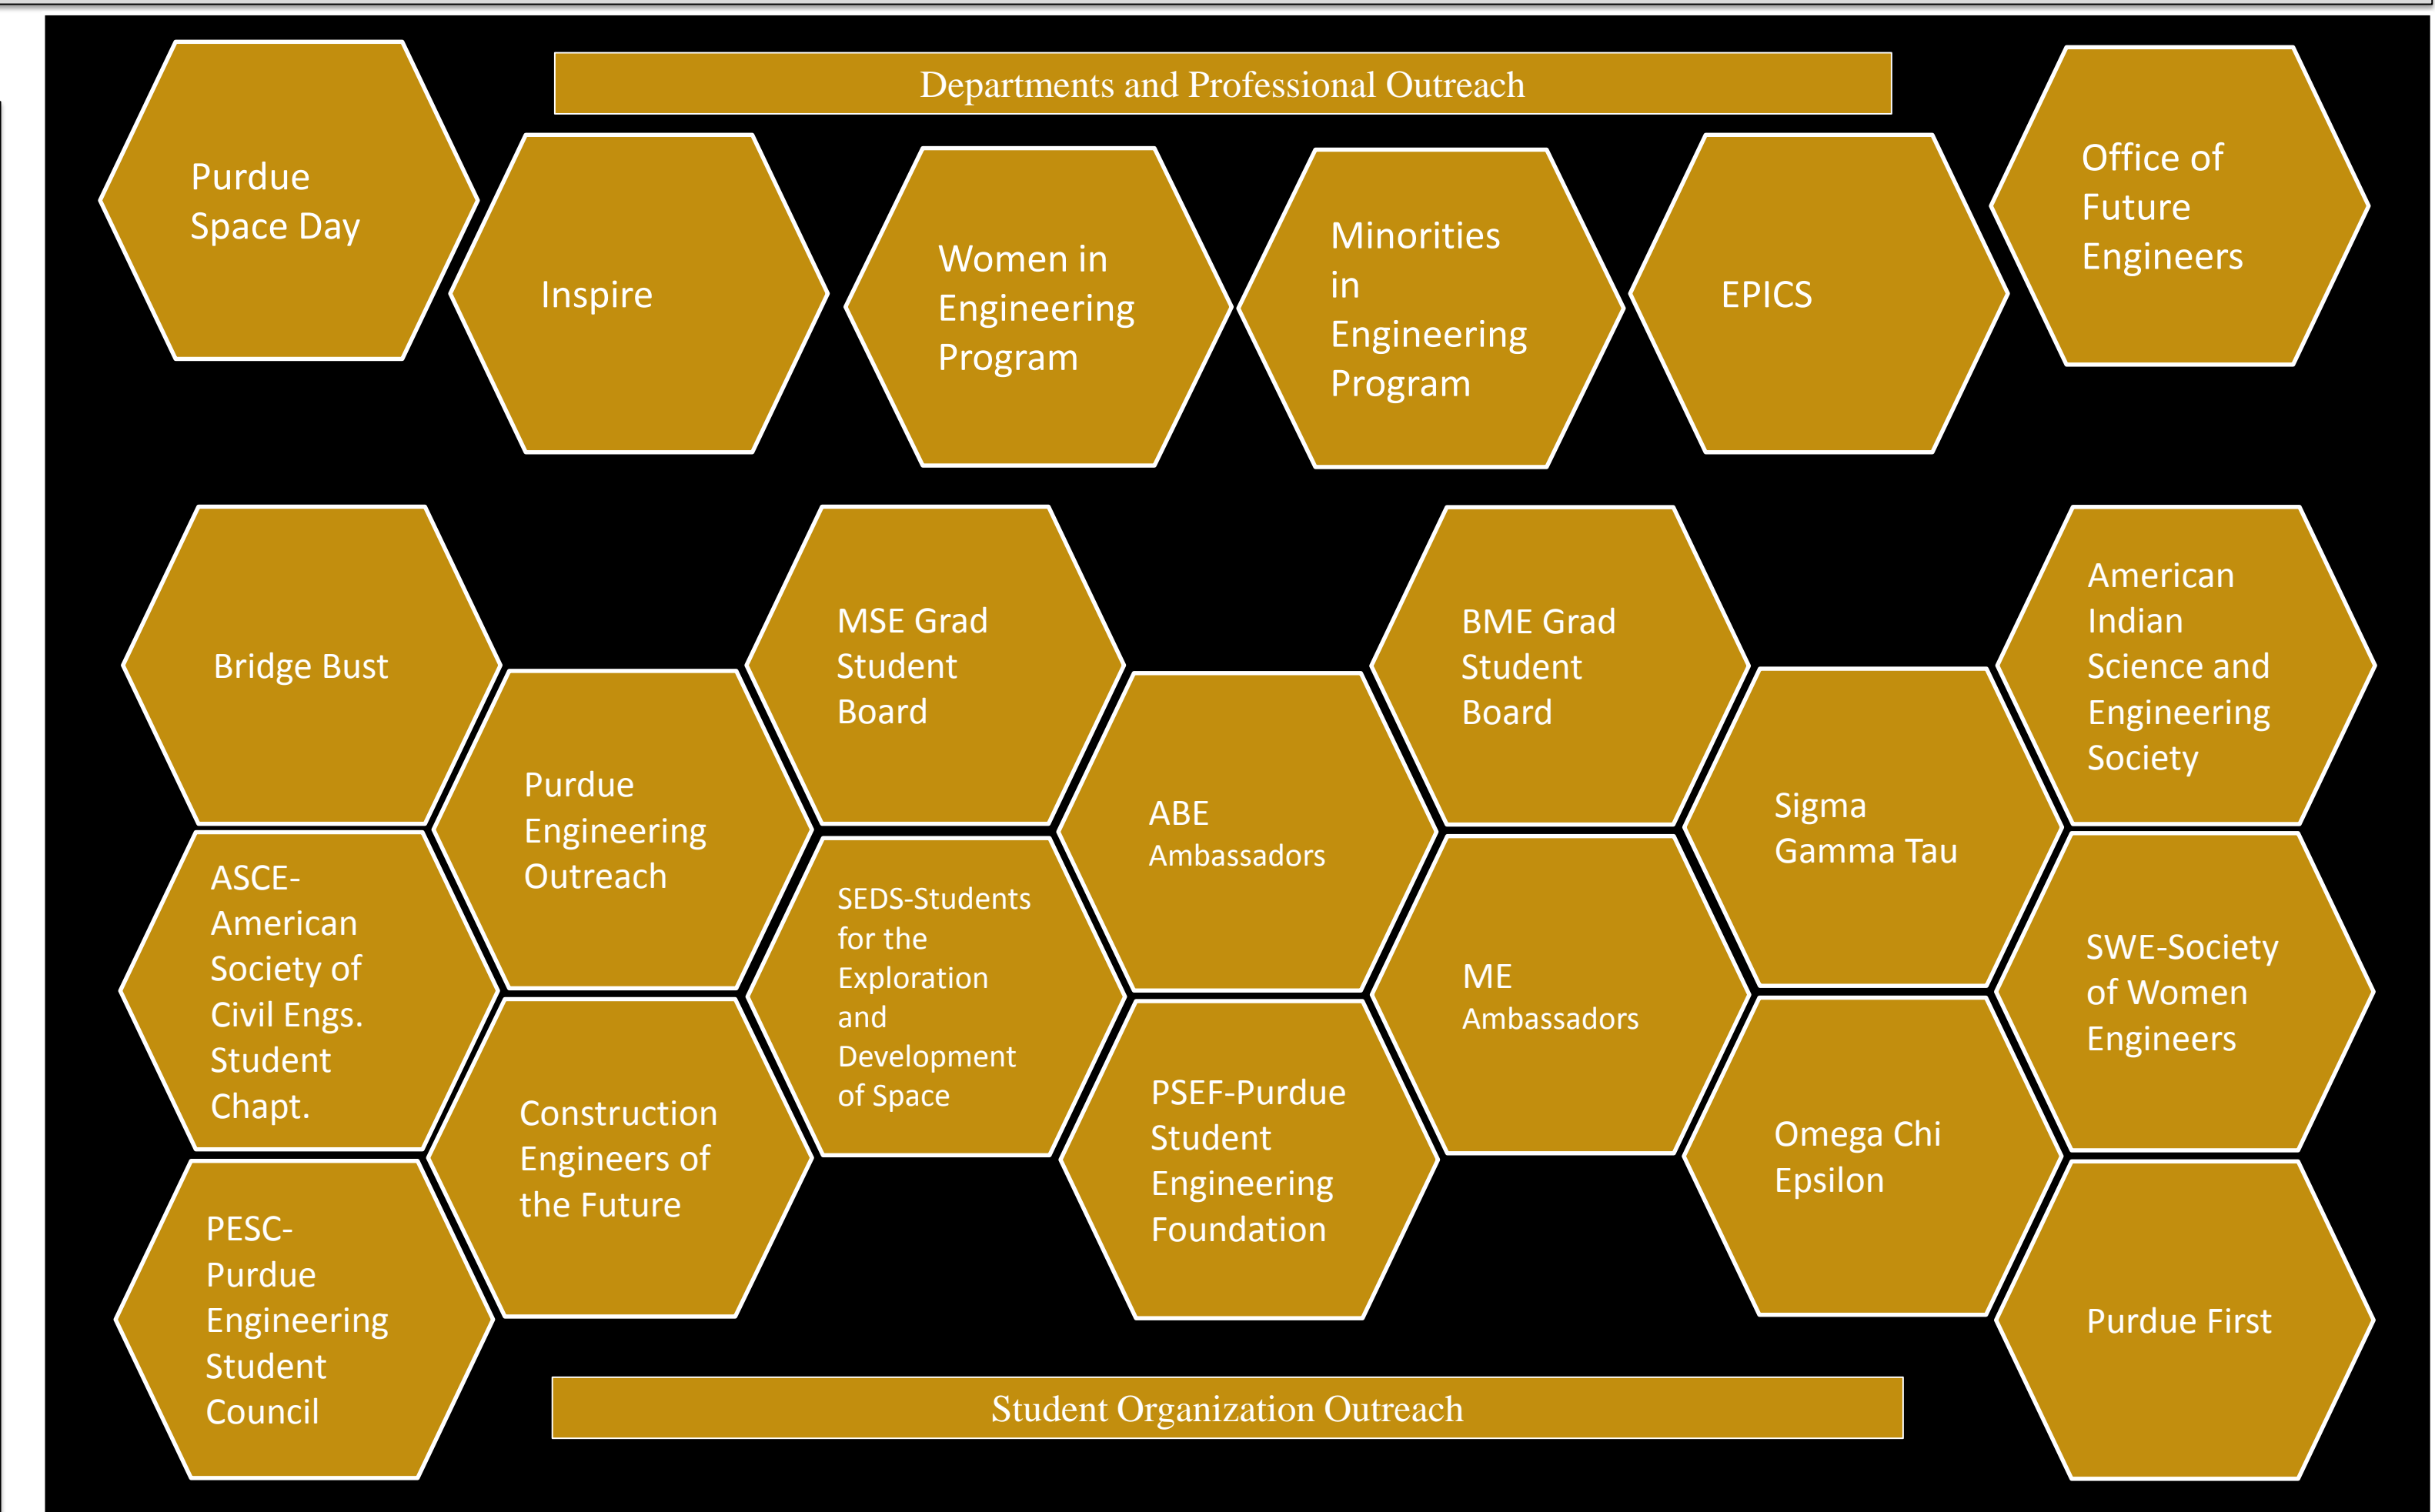 Departments and Professional Outreach
Purdue
Space Day
Inspire
Women in
Engineering
Program
Minorities
in
Engineering
Program
EPICS
Office of
Future
Engineers
Bridge Bust
Purdue
Engineering
Outreach
MSE Grad
Student
Board
ABE
Ambassadors
BME Grad
Student
Board
Sigma
Gamma Tau
American
Indian
Science and
Engineering
Society
ASCE-
American
Society of
Civil Engs.
Student
Chapt.
Construction
Engineers of
the Future
SEDS-Students
for the
Exploration
and
Development
of Space
PSEF-Purdue
Student
Engineering
Foundation
ME
Ambassadors
Omega Chi
Epsilon
SWE-Society
of Women
Engineers
PESC-
Purdue
Engineering
Student
Council
Purdue First
Student Organization Outreach